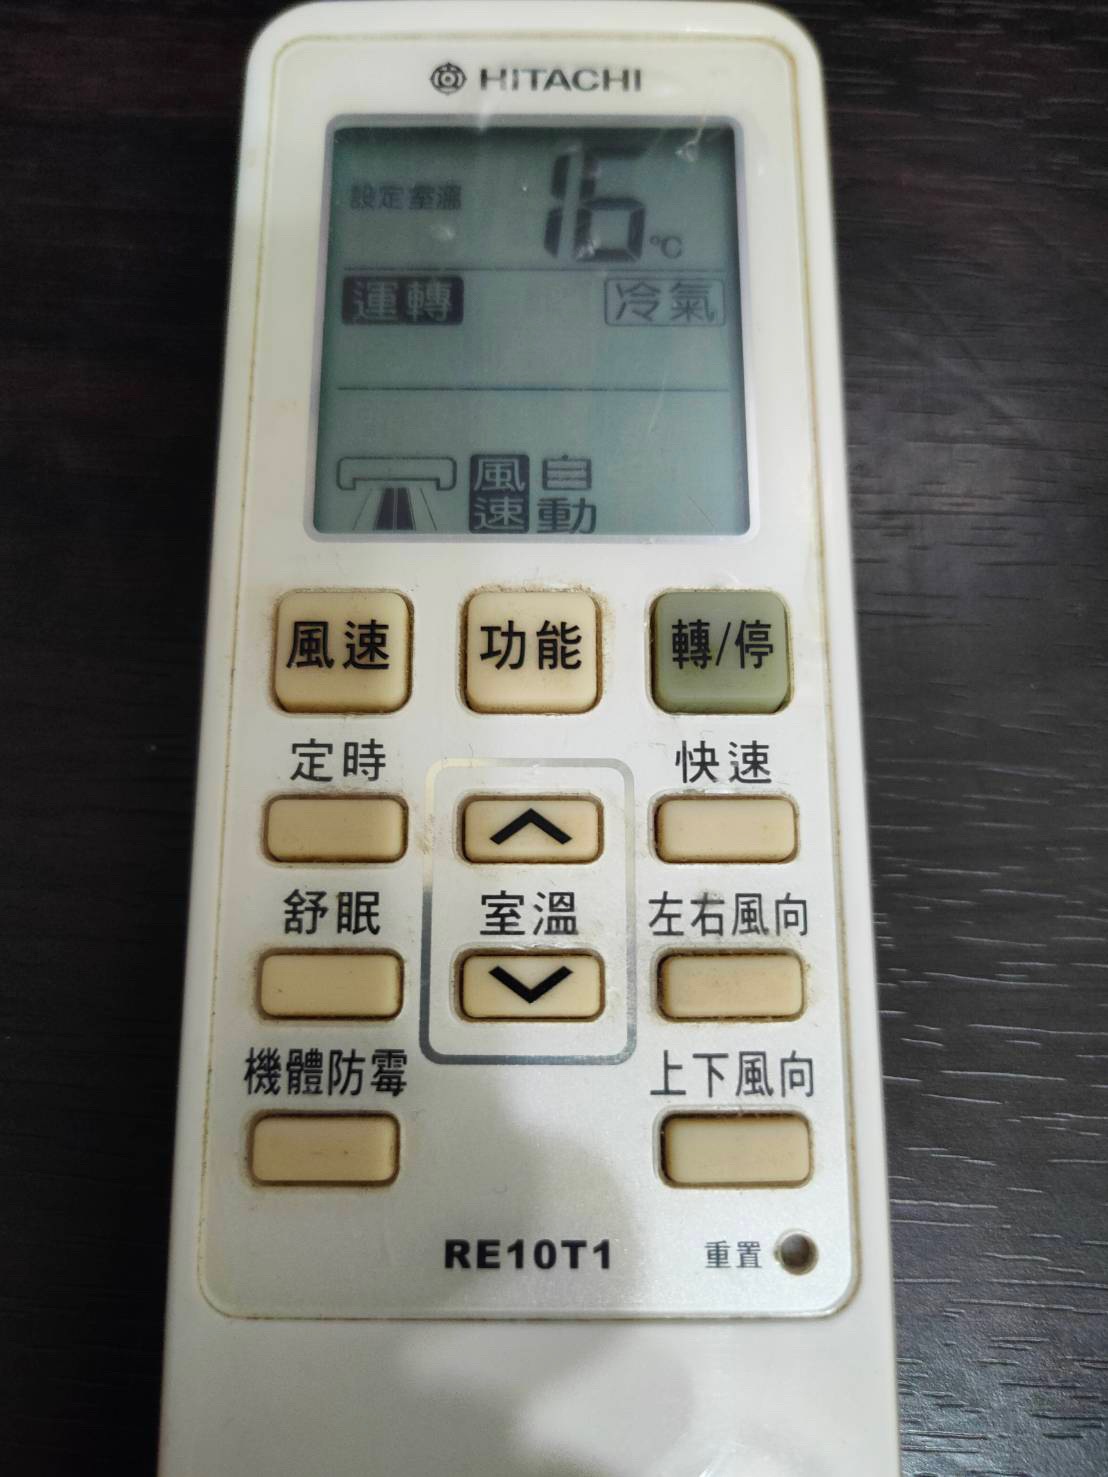 HITACHI
設定室溫 16℃
運轉 冷氣
風速 自動
風速 功能 轉/停
定時 快速
舒眠 室溫 左右風向
機體防霉 上下風向
RE10T1 重置